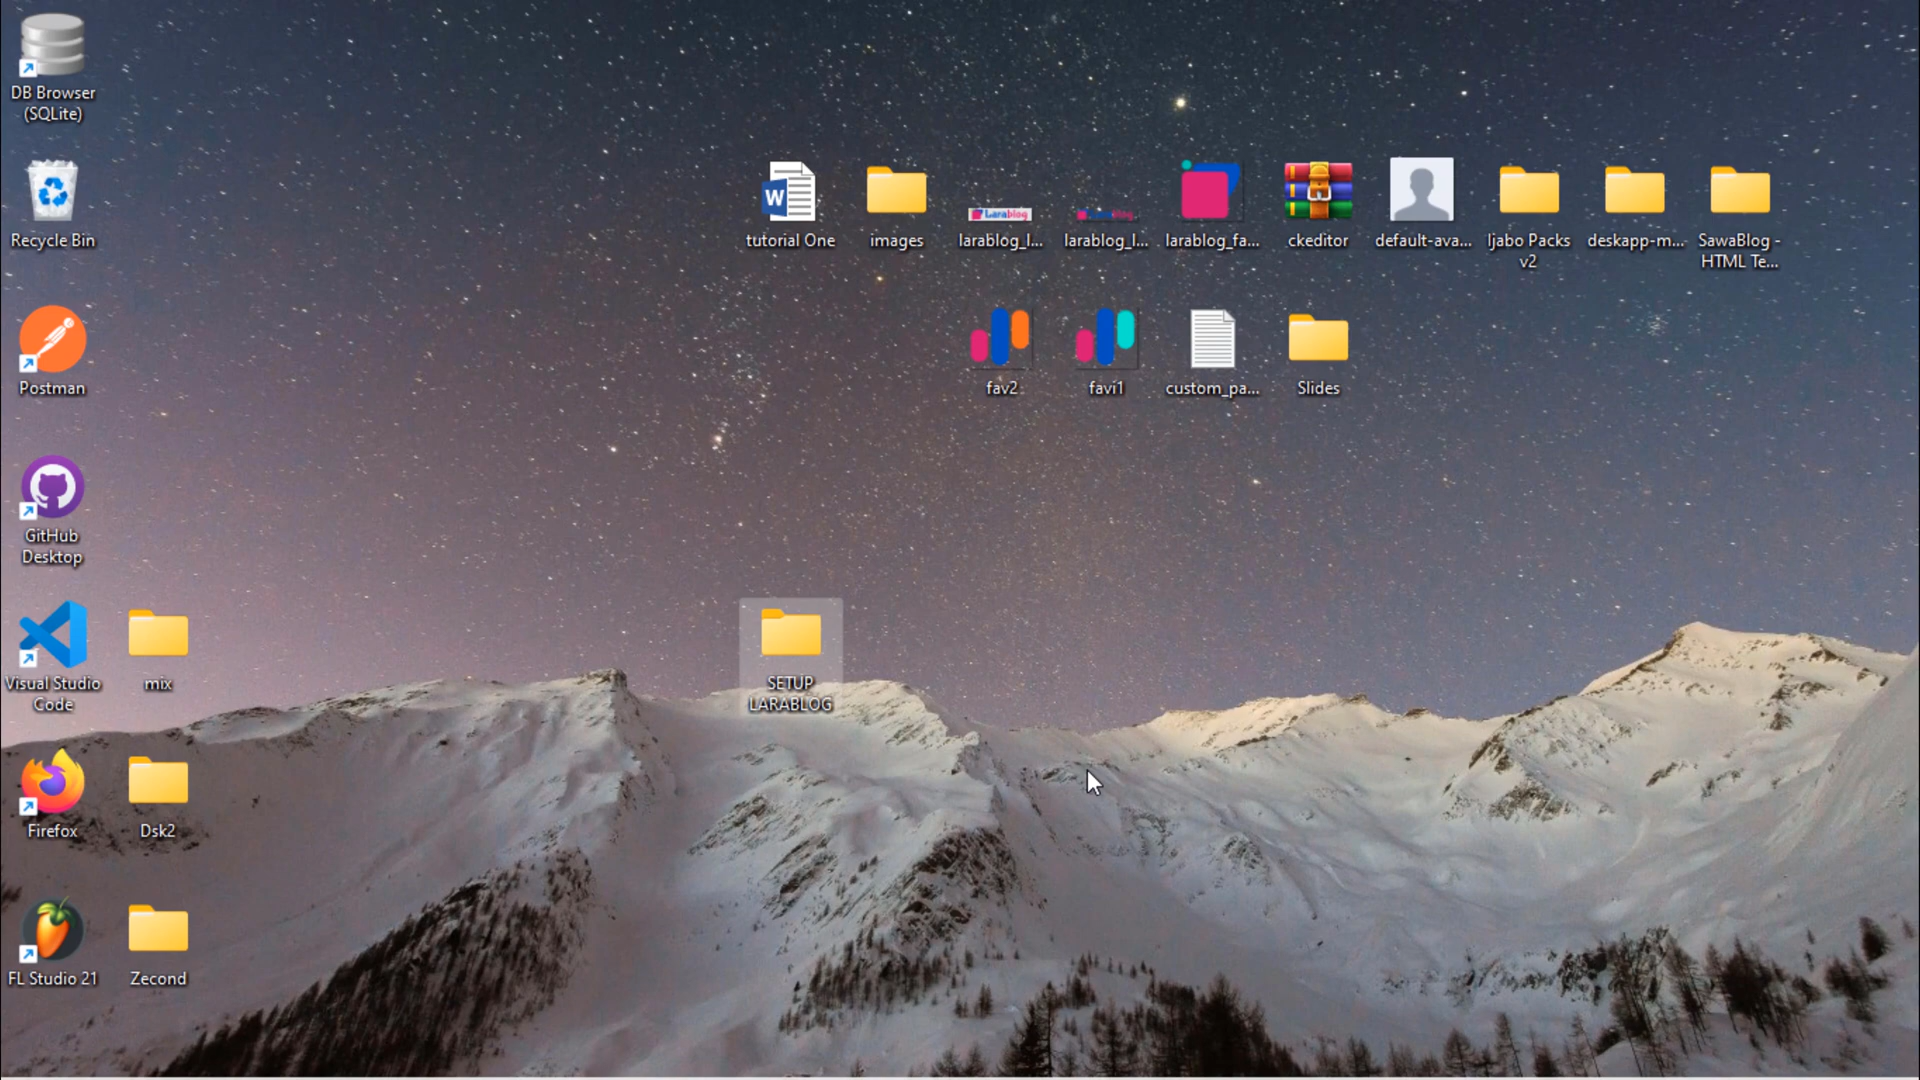 DB Browser
(SQLite)
Recycle Bin
Postman
GitHub
Desktop
Visual Studio
Code
Firefox
FL Studio 21
mix
Dsk2
Zecond
W
tutorial One
images
Larablog
larablog_l...
larablog_l...
larablog_fa...
ckeditor
default-ava...
Ijabo Packs
v2
deskapp-m...
SawaBlog -
HTML Te...
fav2
favi1
custom_pa...
Slides
SETUP
LARABLOG